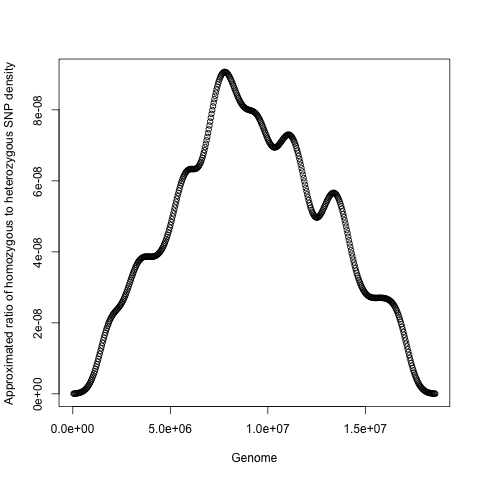 Approximated ratio of homozygous to heterozygous SNP density
8e-08
6e-08
4e-08
2e-08
0e+00
0.0e+00 5.0e+06 1.0e+07 1.5e+07
Genome